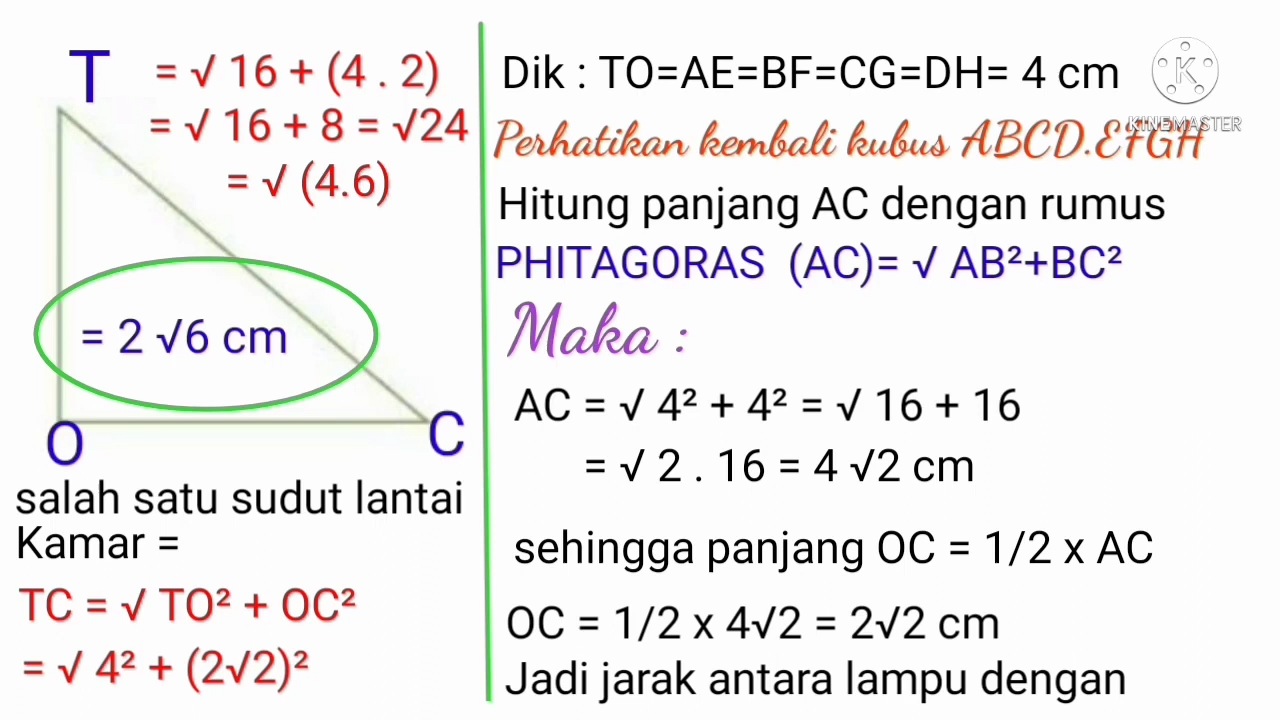 Dik : TO=AE=BF=CG=DH= 4 cm
K
KINEMASTER
Perhatikan kembali kubus ABCD.EFGH
Hitung panjang AC dengan rumus
PHITAGORAS (AC)= √ AB²+BC²
Maka :
AC = √ 4² + 4² = √ 16 + 16
= √ 2 . 16 = 4 √2 cm
sehingga panjang OC = 1/2 x AC
OC = 1/2 x 4√2 = 2√2 cm
Jadi jarak antara lampu dengan
salah satu sudut lantai
Kamar =
TC = √ TO² + OC²
= √ 4² + (2√2)²
= √ 16 + (4 . 2)
= √ 16 + 8 = √24
= √ (4.6)
= 2 √6 cm
T
O
C